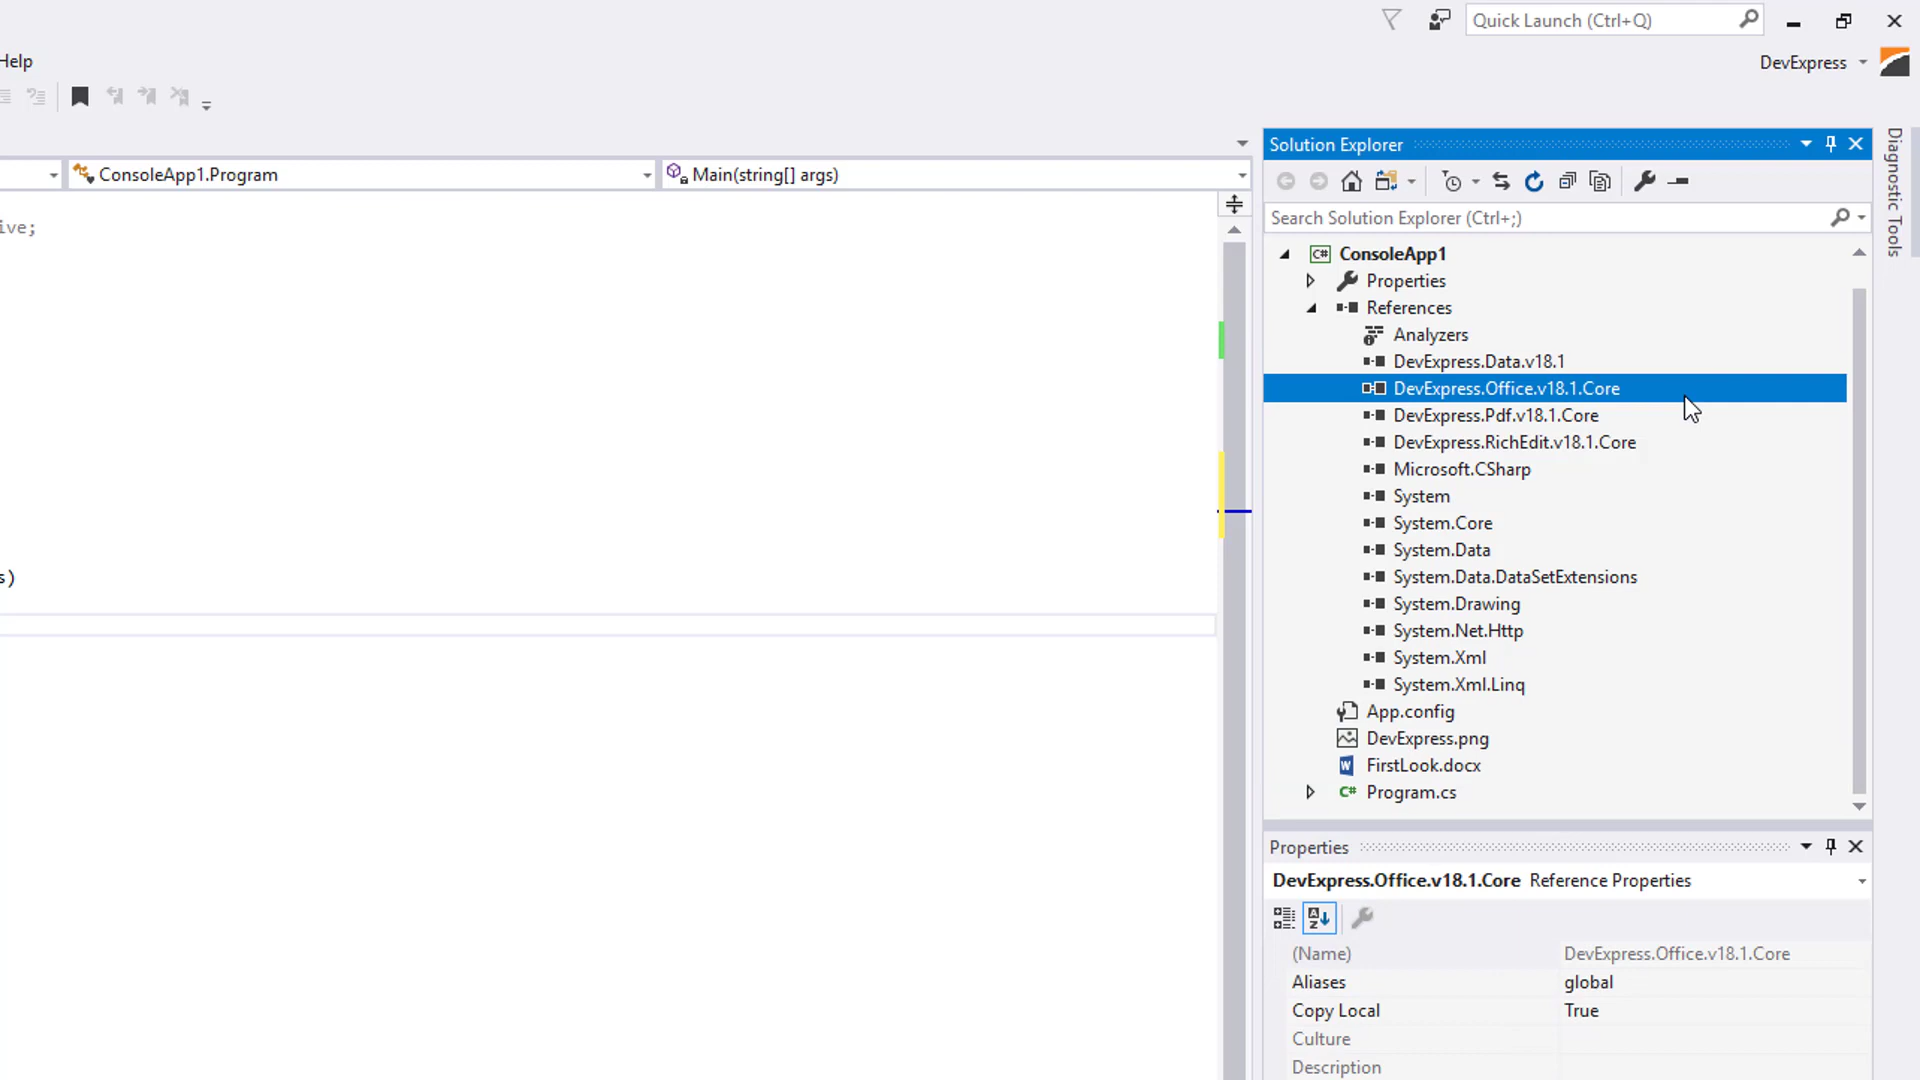 Quick Launch (Ctrl+Q)
Help
DevExpress
Solution Explorer
Diagnostic Tools
ConsoleApp1.Program
Main(string[] args)
Search Solution Explorer (Ctrl+;)
ive;
C# ConsoleApp1
Properties
References
Analyzers
DevExpress.Data.v18.1
DevExpress.Office.v18.1.Core
DevExpress.Pdf.v18.1.Core
DevExpress.RichEdit.v18.1.Core
Microsoft.CSharp
System
System.Core
System.Data
s)
System.Data.DataSetExtensions
System.Drawing
System.Net.Http
System.Xml
System.Xml.Linq
App.config
DevExpress.png
W FirstLook.docx
C# Program.cs
Properties
DevExpress.Office.v18.1.Core Reference Properties
(Name) DevExpress.Office.v18.1.Core
Aliases global
Copy Local True
Culture
Description